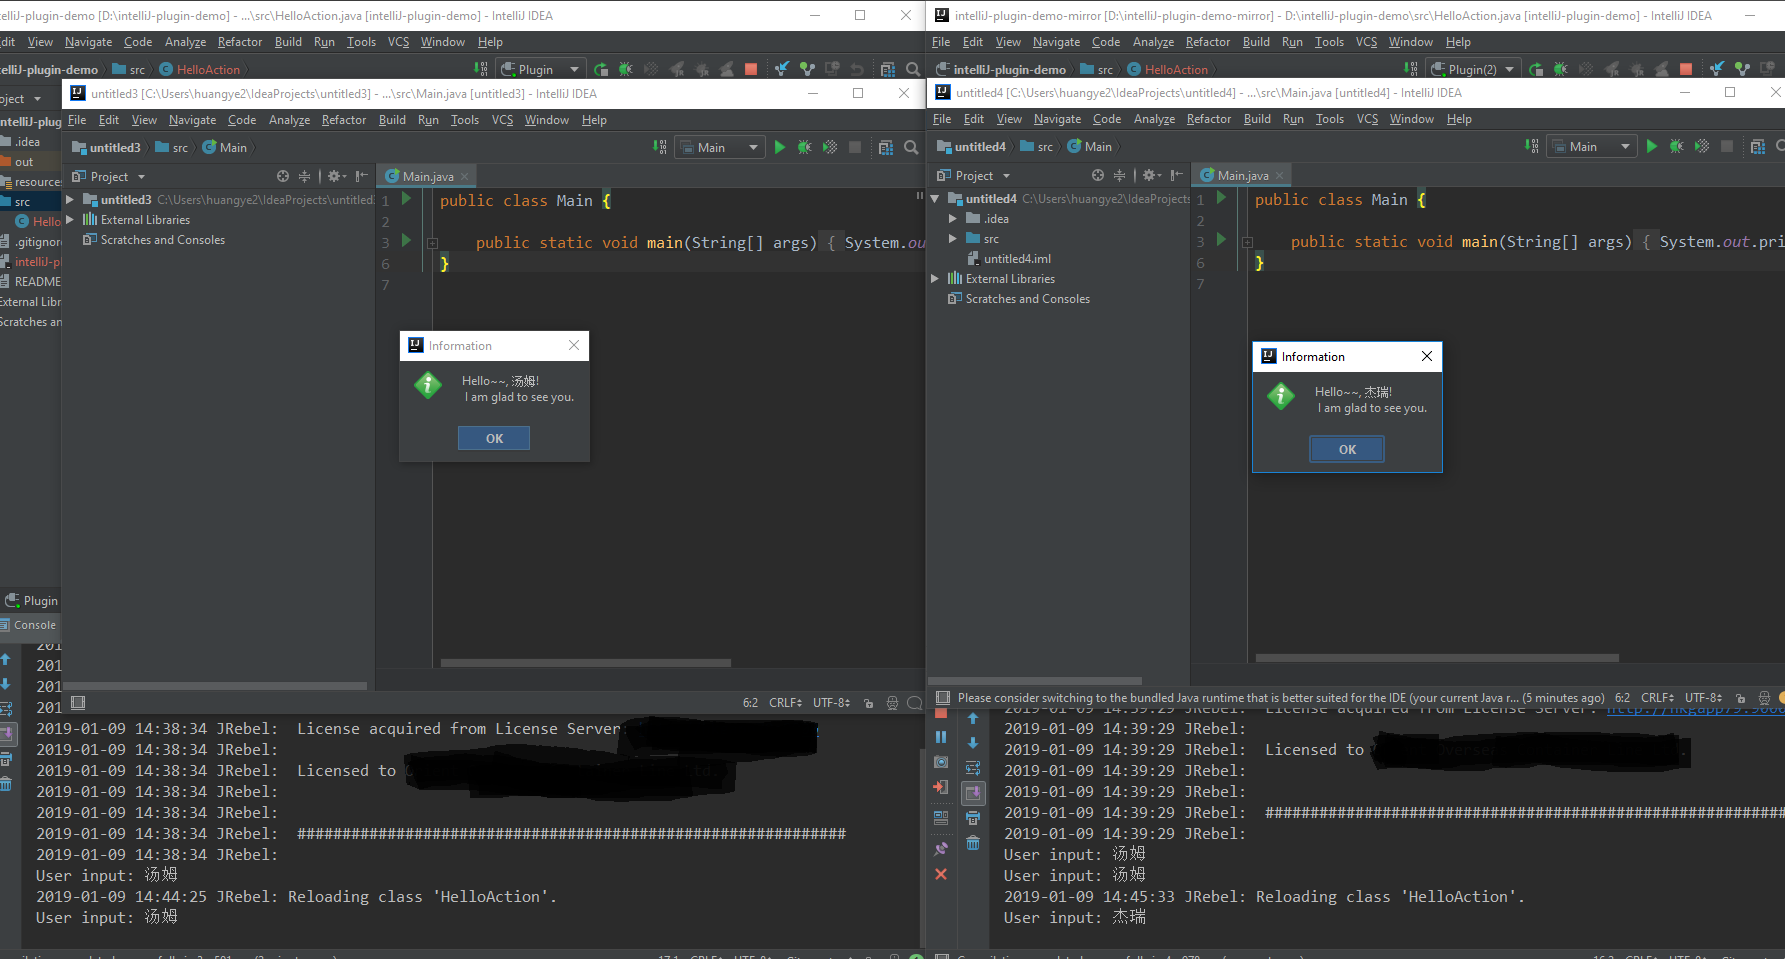 telliJ-plugin-demo [D:\intelliJ-plugin-demo] - ...\src\HelloAction.java [intelliJ-plugin-demo] - IntelliJ IDEA
dit View Navigate Code Analyze Refactor Build Run Tools VCS Window Help
telliJ-plugin-demo src HelloAction Plugin
oject
ntelliJ-plug
.idea
out
resource
src
Hello
.gitignor
intelliJ-p
README
External Libr
Scratches an
untitled3 [C:\Users\huangye2\IdeaProjects\untitled3] - ...\src\Main.java [untitled3] - IntelliJ IDEA
File Edit View Navigate Code Analyze Refactor Build Run Tools VCS Window Help
untitled3 src Main Main
Project
untitled3 C:\Users\huangye2\IdeaProjects\untitled3
External Libraries
Scratches and Consoles
Main.java
1 public class Main {
2
3 public static void main(String[] args) { System.ou
6 }
7
Information
Hello~~, 汤姆!
I am glad to see you.
OK
6:2 CRLF UTF-8
Plugin
Console
201
201
201
201
2019-01-09 14:38:34 JRebel: License acquired from License Server
2019-01-09 14:38:34 JRebel:
2019-01-09 14:38:34 JRebel: Licensed to
2019-01-09 14:38:34 JRebel:
2019-01-09 14:38:34 JRebel:
2019-01-09 14:38:34 JRebel: #############################################################
2019-01-09 14:38:34 JRebel:
User input: 汤姆
2019-01-09 14:44:25 JRebel: Reloading class 'HelloAction'.
User input: 汤姆
intelliJ-plugin-demo-mirror [D:\intelliJ-plugin-demo-mirror] - D:\intelliJ-plugin-demo\src\HelloAction.java [intelliJ-plugin-demo] - IntelliJ IDEA
File Edit View Navigate Code Analyze Refactor Build Run Tools VCS Window Help
intelliJ-plugin-demo src HelloAction Plugin(2)
untitled4 [C:\Users\huangye2\IdeaProjects\untitled4] - ...\src\Main.java [untitled4] - IntelliJ IDEA
File Edit View Navigate Code Analyze Refactor Build Run Tools VCS Window Help
untitled4 src Main Main
Project
untitled4 C:\Users\huangye2\IdeaProjects
.idea
src
untitled4.iml
External Libraries
Scratches and Consoles
Main.java
1 public class Main {
2
3 public static void main(String[] args) { System.out.pri
6 }
7
Information
Hello~~, 杰瑞!
I am glad to see you.
OK
Please consider switching to the bundled Java runtime that is better suited for the IDE (your current Java r... (5 minutes ago) 6:2 CRLF UTF-8
2019-01-09 14:39:29 JRebel: License acquired from License Server:
2019-01-09 14:39:29 JRebel:
2019-01-09 14:39:29 JRebel: Licensed to
2019-01-09 14:39:29 JRebel:
2019-01-09 14:39:29 JRebel:
2019-01-09 14:39:29 JRebel: ##########################################################
2019-01-09 14:39:29 JRebel:
User input: 汤姆
User input: 汤姆
2019-01-09 14:45:33 JRebel: Reloading class 'HelloAction'.
User input: 杰瑞